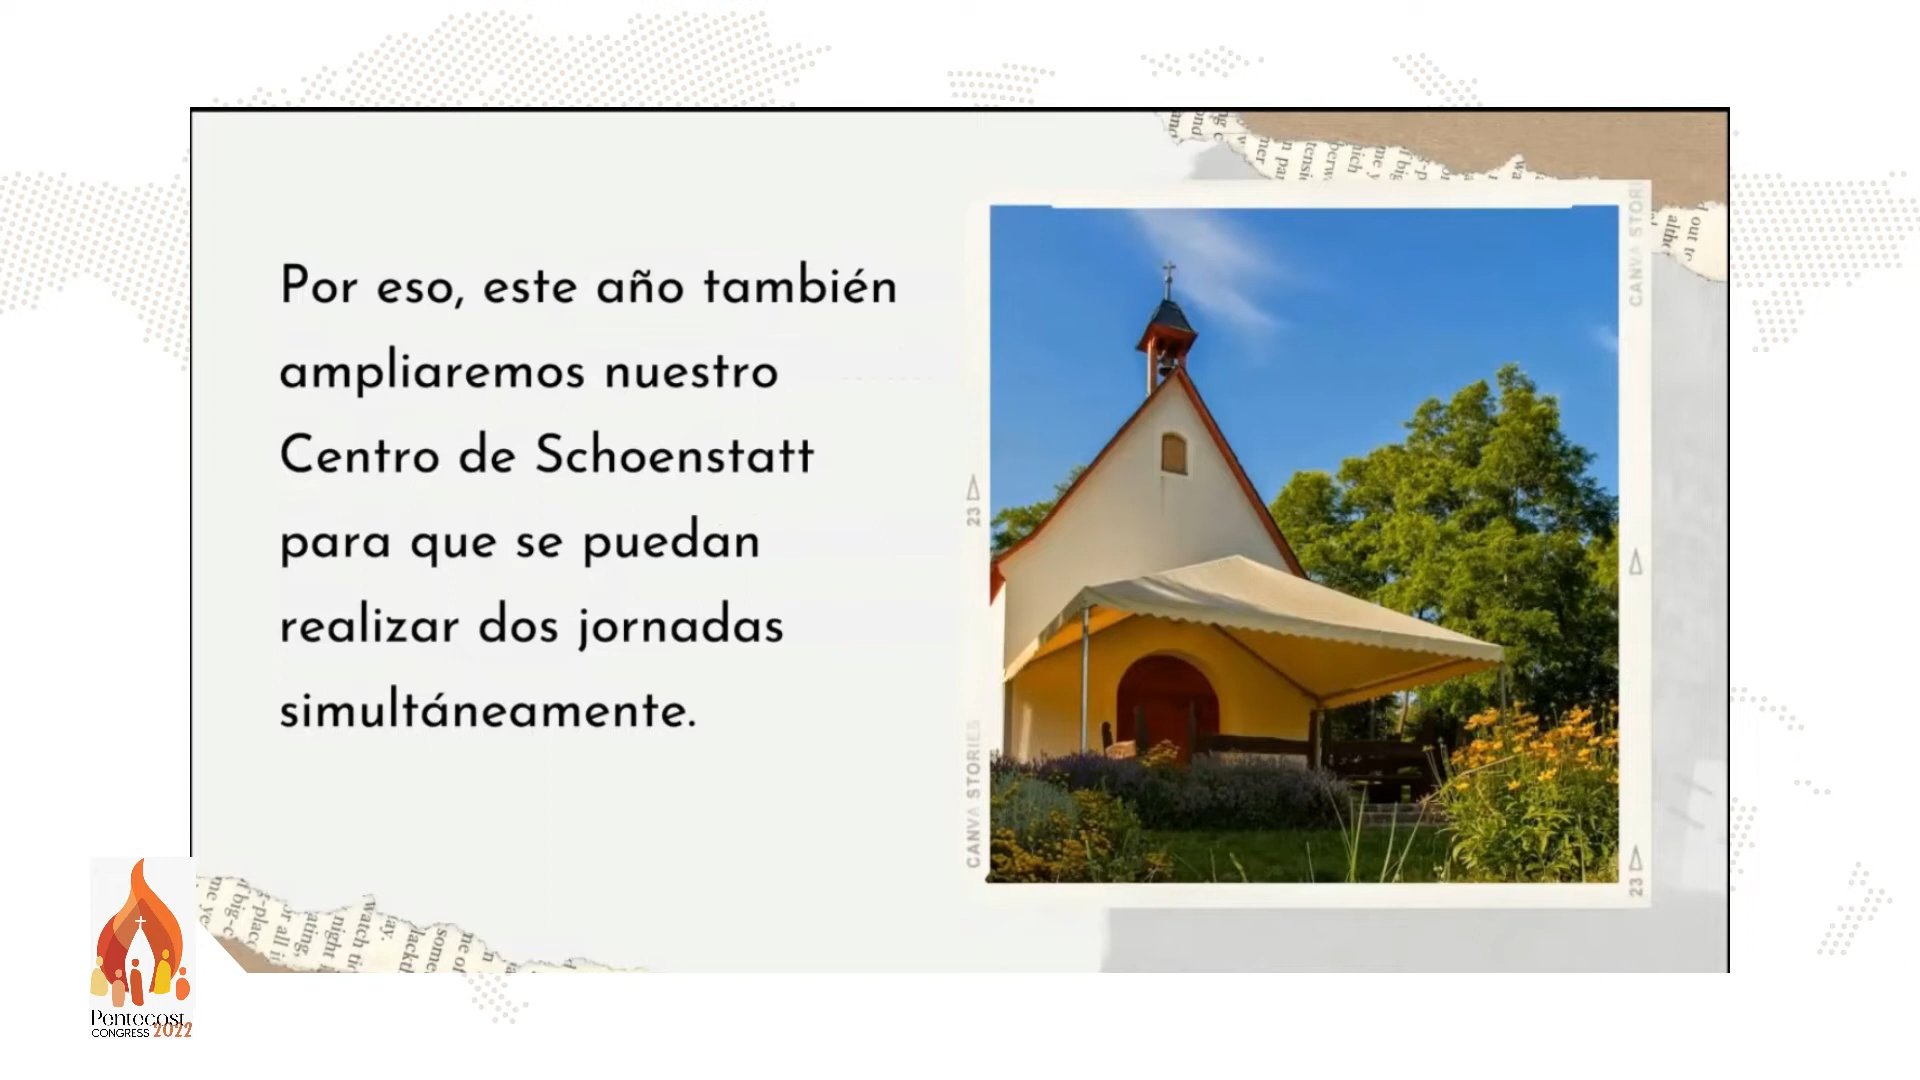 Por eso, este año también
ampliaremos nuestro
Centro de Schoenstatt
para que se puedan
realizar dos jornadas
simultáneamente.
CANVA STORIES
23
CANVA STORI
23
Pentecost
CONGRESS 2022